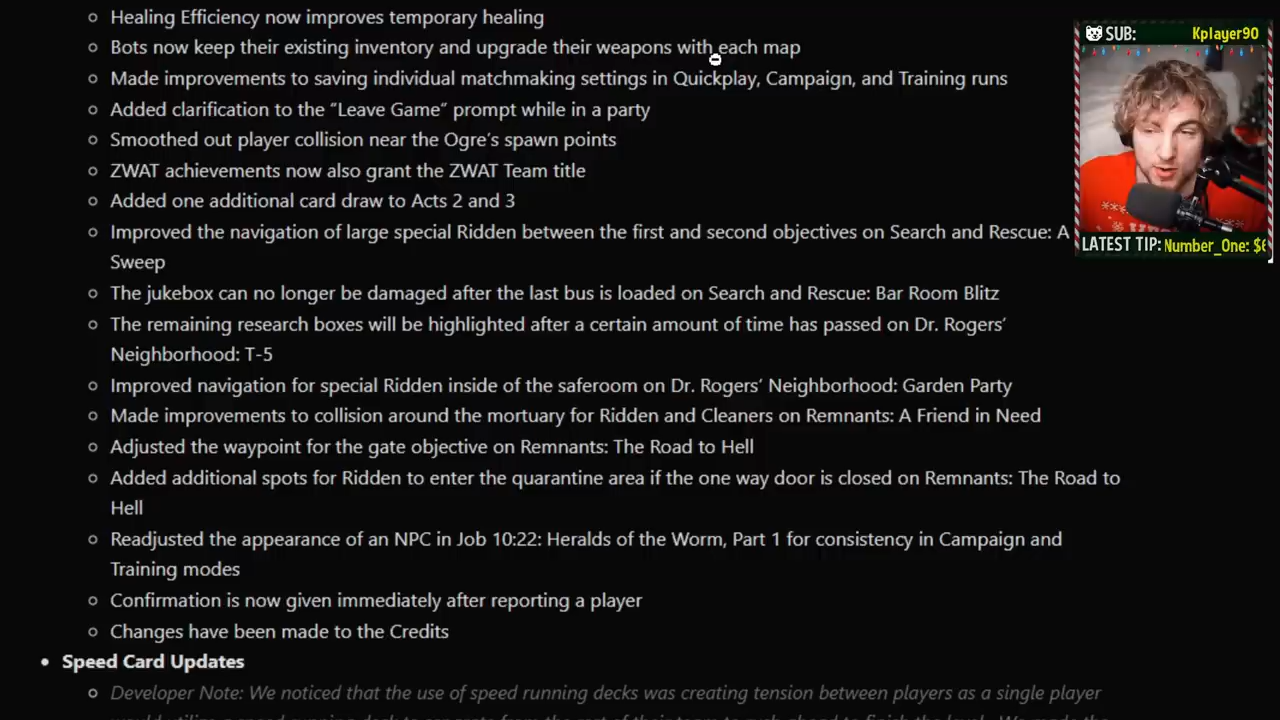 Healing Efficiency now improves temporary healing
Bots now keep their existing inventory and upgrade their weapons with each map
Made improvements to saving individual matchmaking settings in Quickplay, Campaign, and Training runs
Added clarification to the “Leave Game” prompt while in a party
Smoothed out player collision near the Ogre’s spawn points
ZWAT achievements now also grant the ZWAT Team title
Added one additional card draw to Acts 2 and 3
Improved the navigation of large special Ridden between the first and second objectives on Search and Rescue: A
Sweep
The jukebox can no longer be damaged after the last bus is loaded on Search and Rescue: Bar Room Blitz
The remaining research boxes will be highlighted after a certain amount of time has passed on Dr. Rogers’
Neighborhood: T-5
Improved navigation for special Ridden inside of the saferoom on Dr. Rogers’ Neighborhood: Garden Party
Made improvements to collision around the mortuary for Ridden and Cleaners on Remnants: A Friend in Need
Adjusted the waypoint for the gate objective on Remnants: The Road to Hell
Added additional spots for Ridden to enter the quarantine area if the one way door is closed on Remnants: The Road to
Hell
Readjusted the appearance of an NPC in Job 10:22: Heralds of the Worm, Part 1 for consistency in Campaign and
Training modes
Confirmation is now given immediately after reporting a player
Changes have been made to the Credits
Speed Card Updates
Developer Note: We noticed that the use of speed running decks was creating tension between players as a single player
SUB: Kplayer90
LATEST TIP: Number_One: $